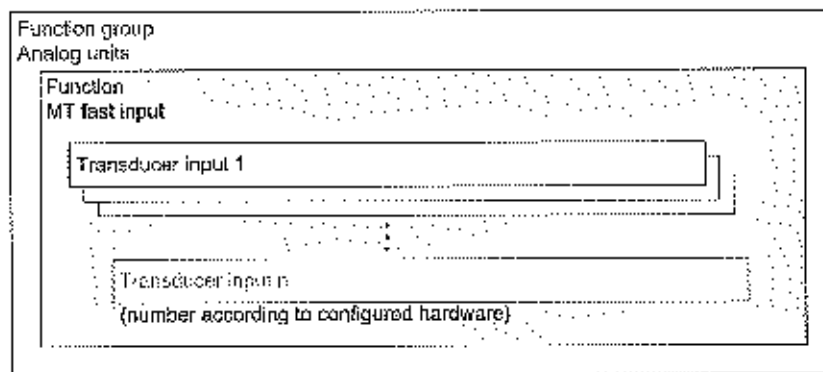 Function group
Analog units
Function
MT fast input
Transducer input 1
Transducer input n
(number according to configured hardware)